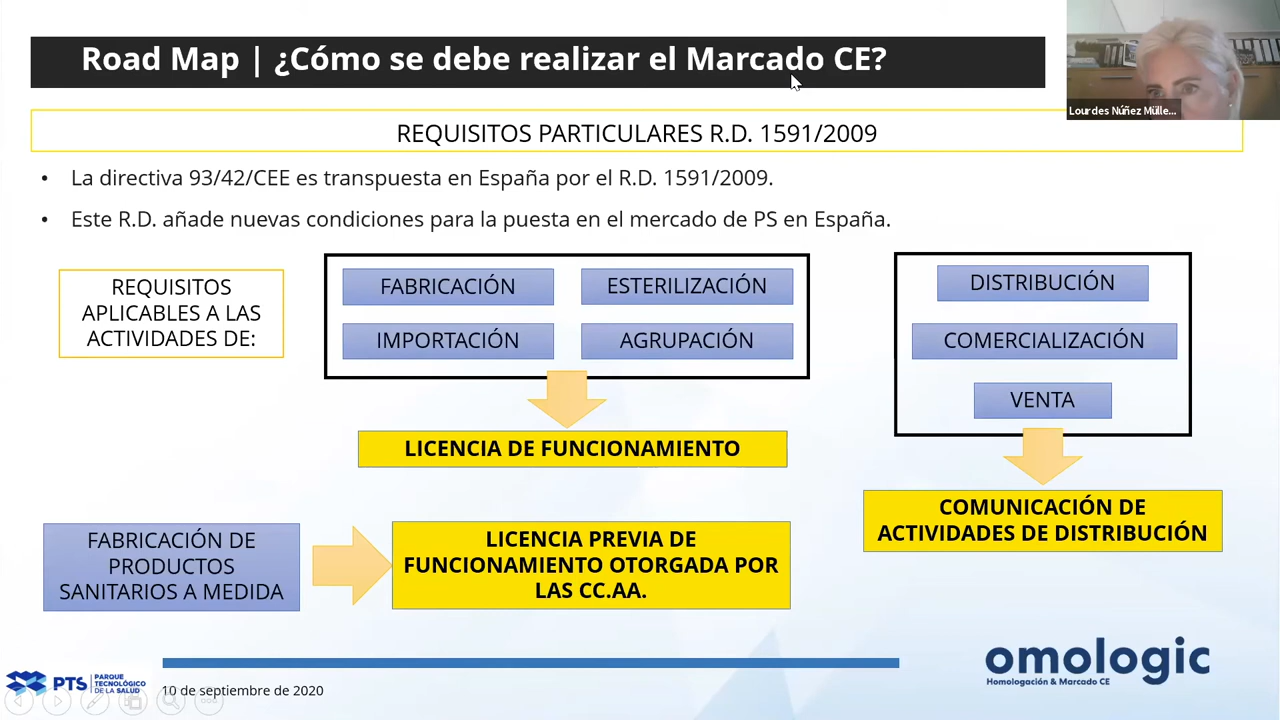 Road Map | ¿Cómo se debe realizar el Marcado CE?
Lourdes Núñez Mülle...
REQUISITOS PARTICULARES R.D. 1591/2009
• La directiva 93/42/CEE es transpuesta en España por el R.D. 1591/2009.
• Este R.D. añade nuevas condiciones para la puesta en el mercado de PS en España.
REQUISITOS
APLICABLES A LAS
ACTIVIDADES DE:
FABRICACIÓN
ESTERILIZACIÓN
IMPORTACIÓN
AGRUPACIÓN
LICENCIA DE FUNCIONAMIENTO
DISTRIBUCIÓN
COMERCIALIZACIÓN
VENTA
COMUNICACIÓN DE
ACTIVIDADES DE DISTRIBUCIÓN
FABRICACIÓN DE
PRODUCTOS
SANITARIOS A MEDIDA
LICENCIA PREVIA DE
FUNCIONAMIENTO OTORGADA POR
LAS CC.AA.
PTS
PARQUE
TECNOLÓGICO
DE LA SALUD
10 de septiembre de 2020
omologic
Homologación & Marcado CE